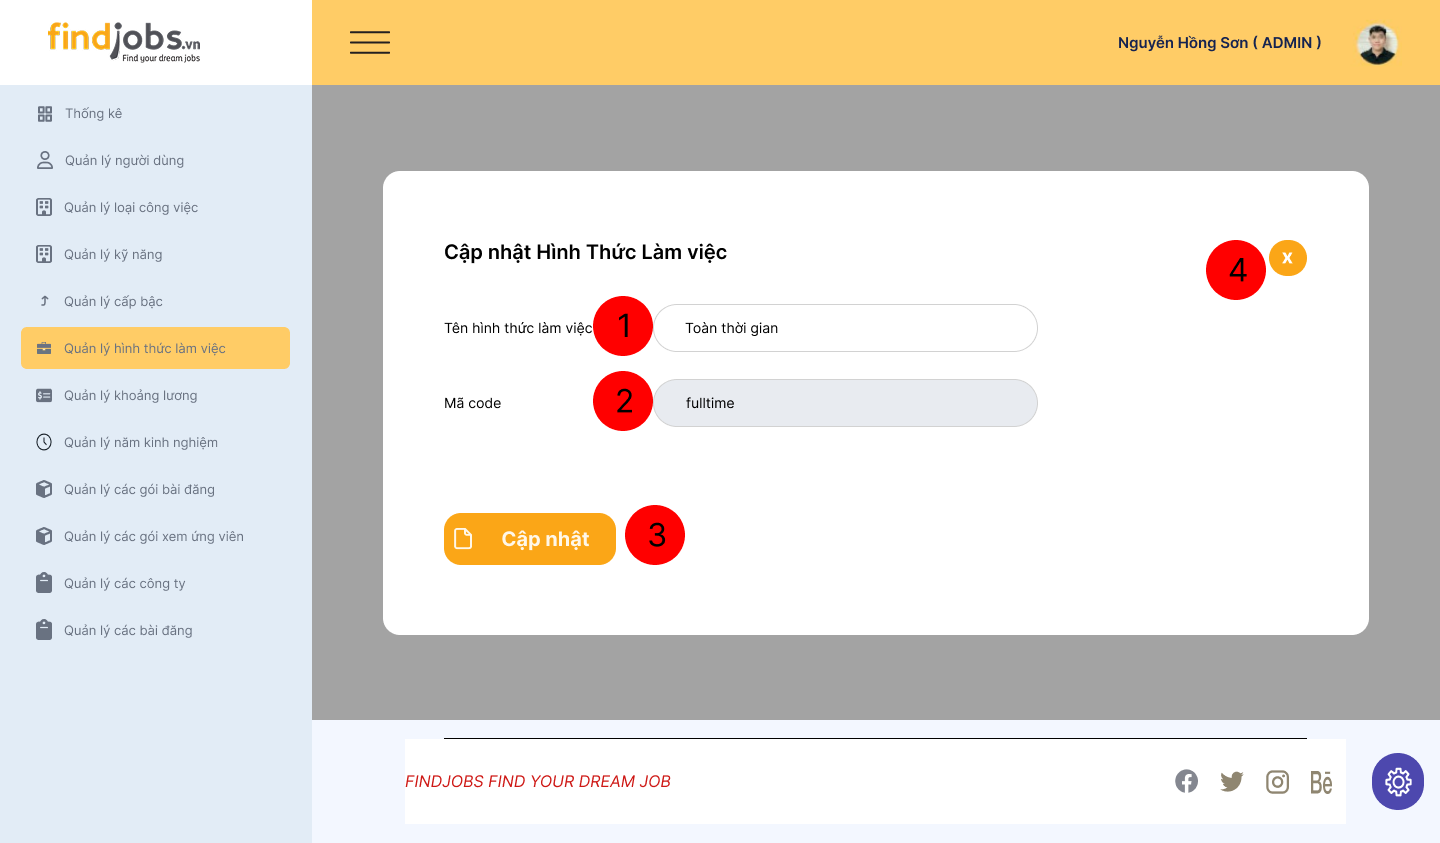 findjobs.vn
Find your dream jobs
Nguyễn Hồng Sơn ( ADMIN )
Thống kê
Quản lý người dùng
Quản lý loại công việc
Quản lý kỹ năng
Quản lý cấp bậc
Quản lý hình thức làm việc
Quản lý khoảng lương
Quản lý năm kinh nghiệm
Quản lý các gói bài đăng
Quản lý các gói xem ứng viên
Quản lý các công ty
Quản lý các bài đăng
Cập nhật Hình Thức Làm việc
4
X
Tên hình thức làm việc
1
Toàn thời gian
Mã code
2
fulltime
Cập nhật
3
FINDJOBS FIND YOUR DREAM JOB